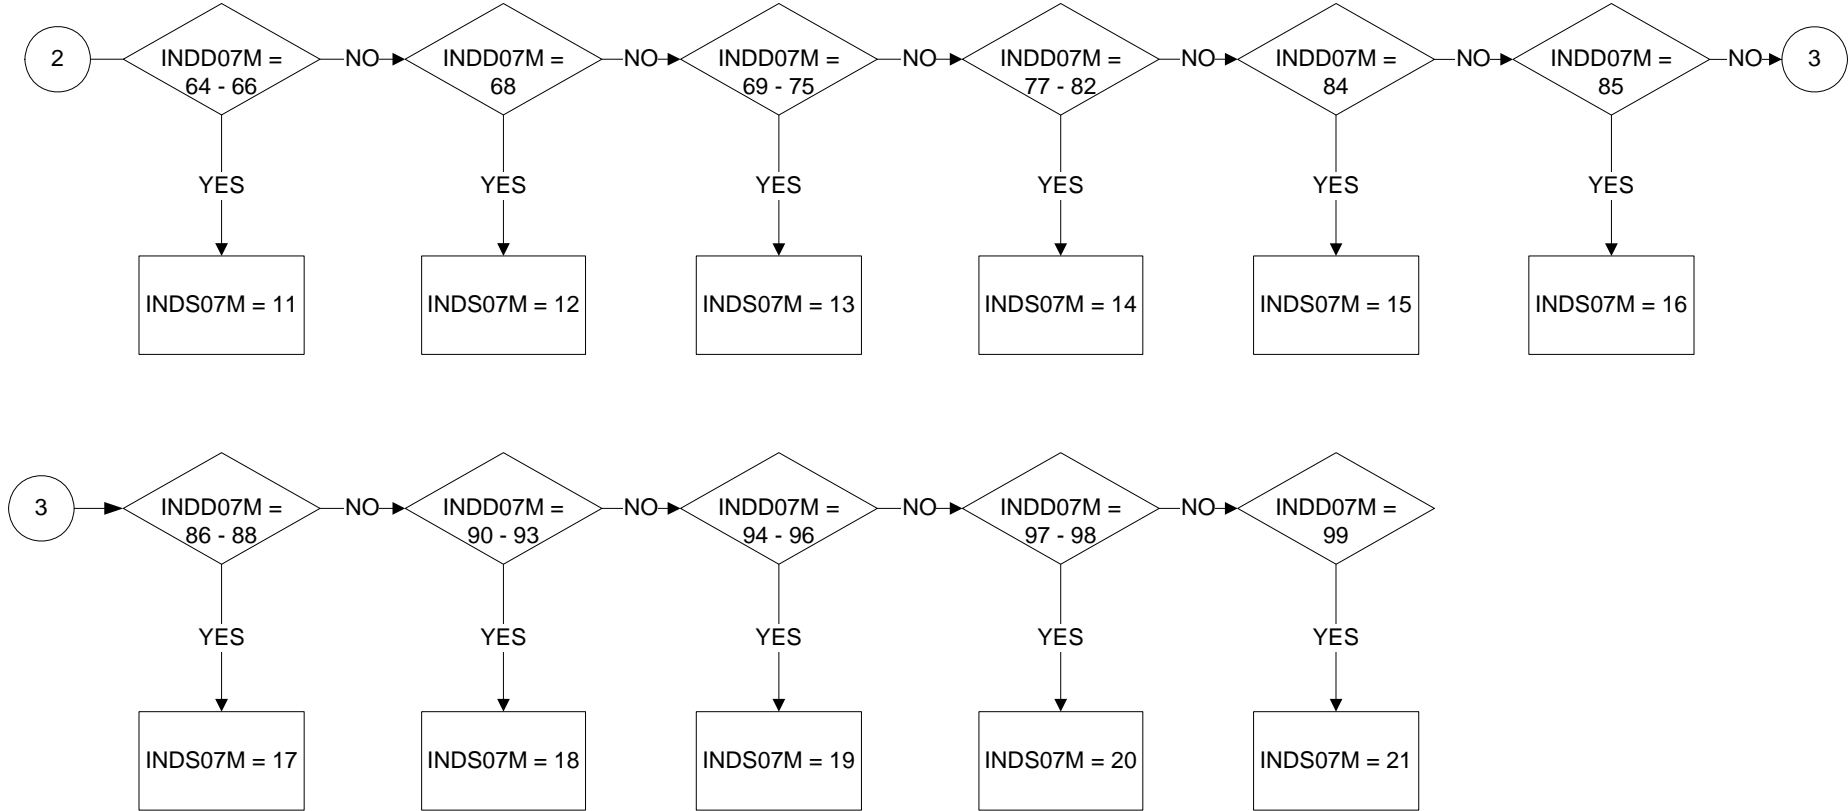 2
INDD07M =
64 - 66
NO
INDD07M =
68
NO
INDD07M =
69 - 75
NO
INDD07M =
77 - 82
NO
INDD07M =
84
NO
INDD07M =
85
NO
3
YES
YES
YES
YES
YES
YES
INDS07M = 11
INDS07M = 12
INDS07M = 13
INDS07M = 14
INDS07M = 15
INDS07M = 16
3
INDD07M =
86 - 88
NO
INDD07M =
90 - 93
NO
INDD07M =
94 - 96
NO
INDD07M =
97 - 98
NO
INDD07M =
99
YES
YES
YES
YES
YES
INDS07M = 17
INDS07M = 18
INDS07M = 19
INDS07M = 20
INDS07M = 21